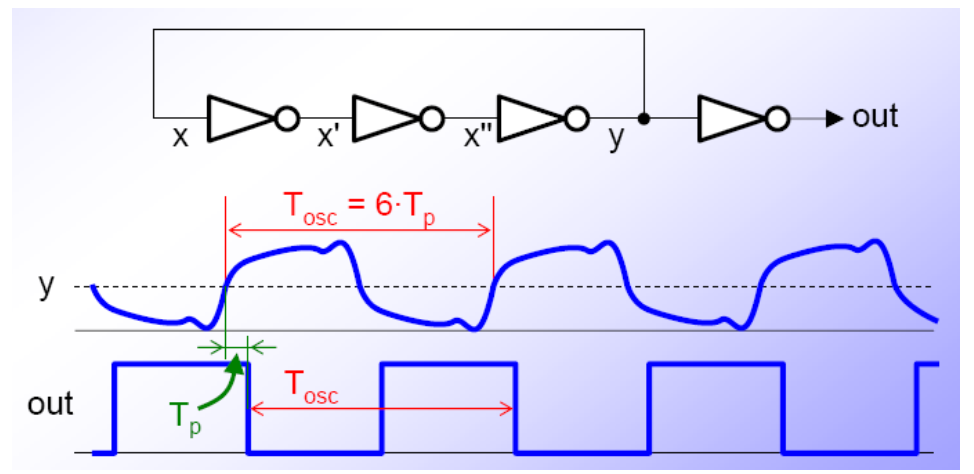 x x' x" y out
Tosc = 6·Tp
y
Tosc
out
Tp